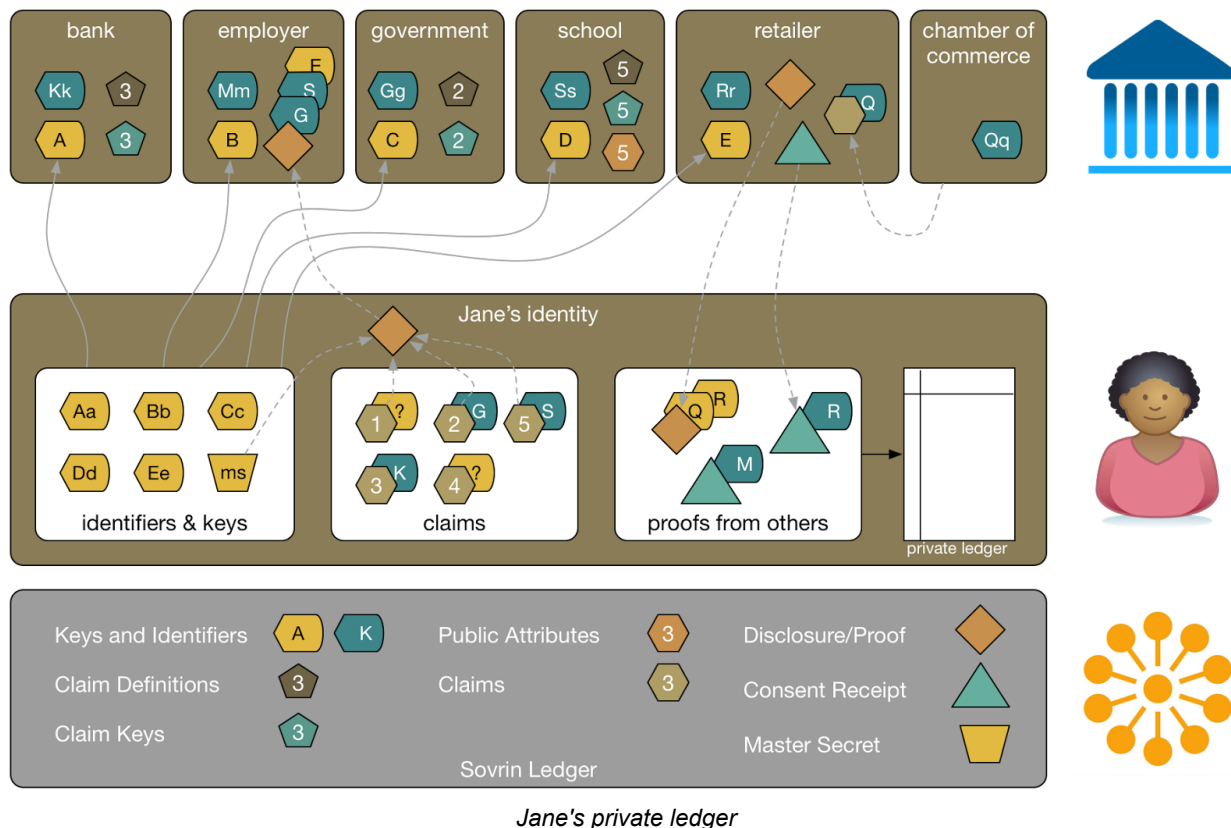 bank
employer
government
school
retailer
chamber of
commerce
Kk 3
A 3
Mm F
S
B G
Gg 2
C 2
Ss 5
5
D 5
Rr Q
E
Qq
Jane's identity
Aa Bb Cc
Dd Ee ms
identifiers & keys
1 ? 2 G 5 S
3 K 4 ?
claims
Q R
R
M
proofs from others
private ledger
Keys and Identifiers A K
Claim Definitions 3
Claim Keys 3
Public Attributes 3
Claims 3
Disclosure/Proof
Consent Receipt
Master Secret
Sovrin Ledger
Jane's private ledger